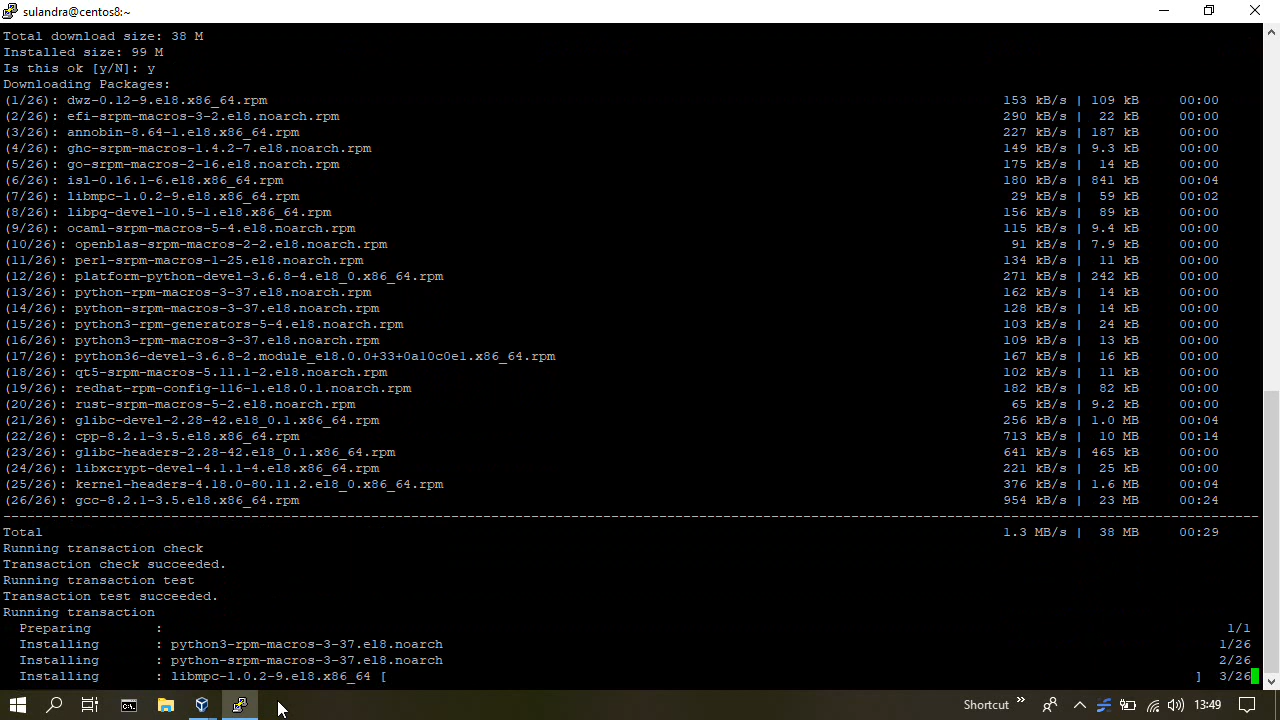 sulandra@centos8:~
Total download size: 38 M
Installed size: 99 M
Is this ok [y/N]: y
Downloading Packages:
(1/26): dwz-0.12-9.el8.x86_64.rpm 153 kB/s | 109 kB 00:00
(2/26): efi-srpm-macros-3-2.el8.noarch.rpm 290 kB/s | 22 kB 00:00
(3/26): annobin-8.64-1.el8.x86_64.rpm 227 kB/s | 187 kB 00:00
(4/26): ghc-srpm-macros-1.4.2-7.el8.noarch.rpm 149 kB/s | 9.3 kB 00:00
(5/26): go-srpm-macros-2-16.el8.noarch.rpm 175 kB/s | 14 kB 00:00
(6/26): isl-0.16.1-6.el8.x86_64.rpm 180 kB/s | 841 kB 00:04
(7/26): libmpc-1.0.2-9.el8.x86_64.rpm 29 kB/s | 59 kB 00:02
(8/26): libpq-devel-10.5-1.el8.x86_64.rpm 156 kB/s | 89 kB 00:00
(9/26): ocaml-srpm-macros-5-4.el8.noarch.rpm 115 kB/s | 9.4 kB 00:00
(10/26): openblas-srpm-macros-2-2.el8.noarch.rpm 91 kB/s | 7.9 kB 00:00
(11/26): perl-srpm-macros-1-25.el8.noarch.rpm 134 kB/s | 11 kB 00:00
(12/26): platform-python-devel-3.6.8-4.el8_0.x86_64.rpm 271 kB/s | 242 kB 00:00
(13/26): python-rpm-macros-3-37.el8.noarch.rpm 162 kB/s | 14 kB 00:00
(14/26): python-srpm-macros-3-37.el8.noarch.rpm 128 kB/s | 14 kB 00:00
(15/26): python3-rpm-generators-5-4.el8.noarch.rpm 103 kB/s | 24 kB 00:00
(16/26): python3-rpm-macros-3-37.el8.noarch.rpm 109 kB/s | 13 kB 00:00
(17/26): python36-devel-3.6.8-2.module_el8.0.0+33+0a10c0e1.x86_64.rpm 167 kB/s | 16 kB 00:00
(18/26): qt5-srpm-macros-5.11.1-2.el8.noarch.rpm 102 kB/s | 11 kB 00:00
(19/26): redhat-rpm-config-116-1.el8.0.1.noarch.rpm 182 kB/s | 82 kB 00:00
(20/26): rust-srpm-macros-5-2.el8.noarch.rpm 65 kB/s | 9.2 kB 00:00
(21/26): glibc-devel-2.28-42.el8_0.1.x86_64.rpm 256 kB/s | 1.0 MB 00:04
(22/26): cpp-8.2.1-3.5.el8.x86_64.rpm 713 kB/s | 10 MB 00:14
(23/26): glibc-headers-2.28-42.el8_0.1.x86_64.rpm 641 kB/s | 465 kB 00:00
(24/26): libxcrypt-devel-4.1.1-4.el8.x86_64.rpm 221 kB/s | 25 kB 00:00
(25/26): kernel-headers-4.18.0-80.11.2.el8_0.x86_64.rpm 376 kB/s | 1.6 MB 00:04
(26/26): gcc-8.2.1-3.5.el8.x86_64.rpm 954 kB/s | 23 MB 00:24
Total 1.3 MB/s | 38 MB 00:29
Running transaction check
Transaction check succeeded.
Running transaction test
Transaction test succeeded.
Running transaction
Preparing : 1/1
Installing : python3-rpm-macros-3-37.el8.noarch 1/26
Installing : python-srpm-macros-3-37.el8.noarch 2/26
Installing : libmpc-1.0.2-9.el8.x86_64 [ ] 3/26
Shortcut » 13:49